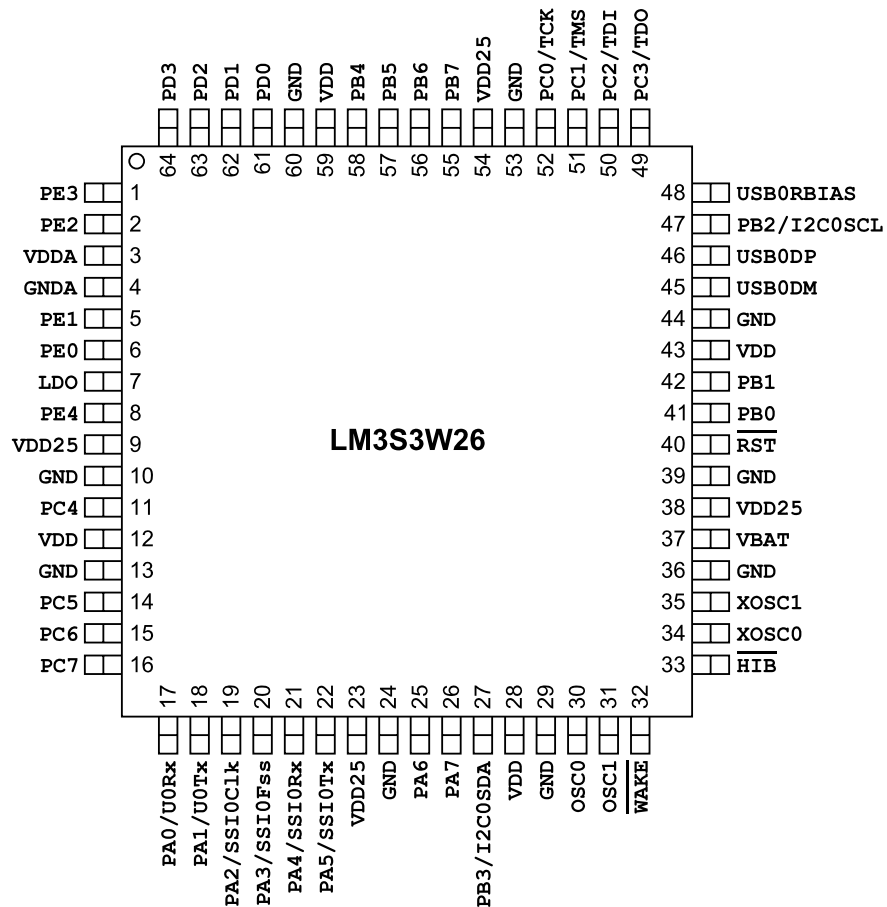 PD3
PD2
PD1
PD0
GND
VDD
PB4
PB5
PB6
PB7
VDD25
GND
PC0/TCK
PC1/TMS
PC2/TDI
PC3/TDO
64
63
62
61
60
59
58
57
56
55
54
53
52
51
50
49
PE3 1
PE2 2
VDDA 3
GNDA 4
PE1 5
PE0 6
LDO 7
PE4 8
VDD25 9
GND 10
PC4 11
VDD 12
GND 13
PC5 14
PC6 15
PC7 16
LM3S3W26
48 USB0RBIAS
47 PB2/I2C0SCL
46 USB0DP
45 USB0DM
44 GND
43 VDD
42 PB1
41 PB0
40 RST
39 GND
38 VDD25
37 VBAT
36 GND
35 XOSC1
34 XOSC0
33 HIB
17
18
19
20
21
22
23
24
25
26
27
28
29
30
31
32
PA0/U0Rx
PA1/U0Tx
PA2/SSI0Clk
PA3/SSI0Fss
PA4/SSI0Rx
PA5/SSI0Tx
VDD25
GND
PA6
PA7
PB3/I2C0SDA
VDD
GND
OSC0
OSC1
WAKE